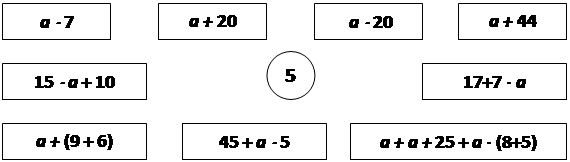 a - 7
a + 20
a - 20
a + 44
15 - a + 10
5
17+7 - a
a + (9 + 6)
45 + a - 5
a + a + 25 + a - (8+5)